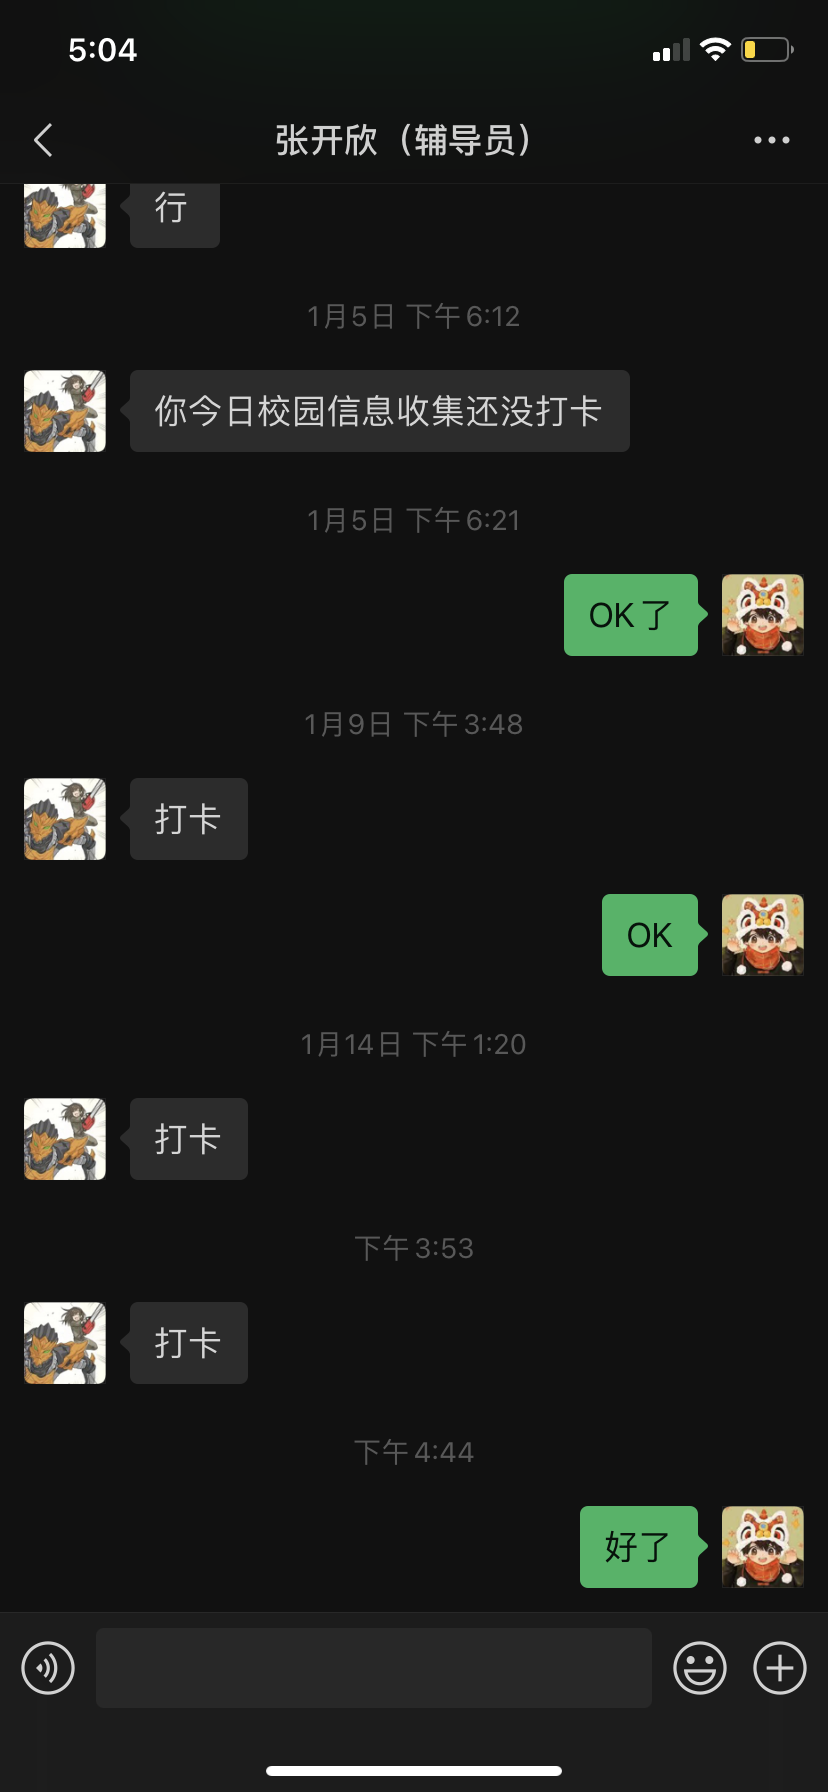 5:04
张开欣（辅导员）
行
1月5日 下午6:12
你今日校园信息收集还没打卡
1月5日 下午6:21
OK了
1月9日 下午3:48
打卡
OK
1月14日 下午1:20
打卡
下午3:53
打卡
下午4:44
好了